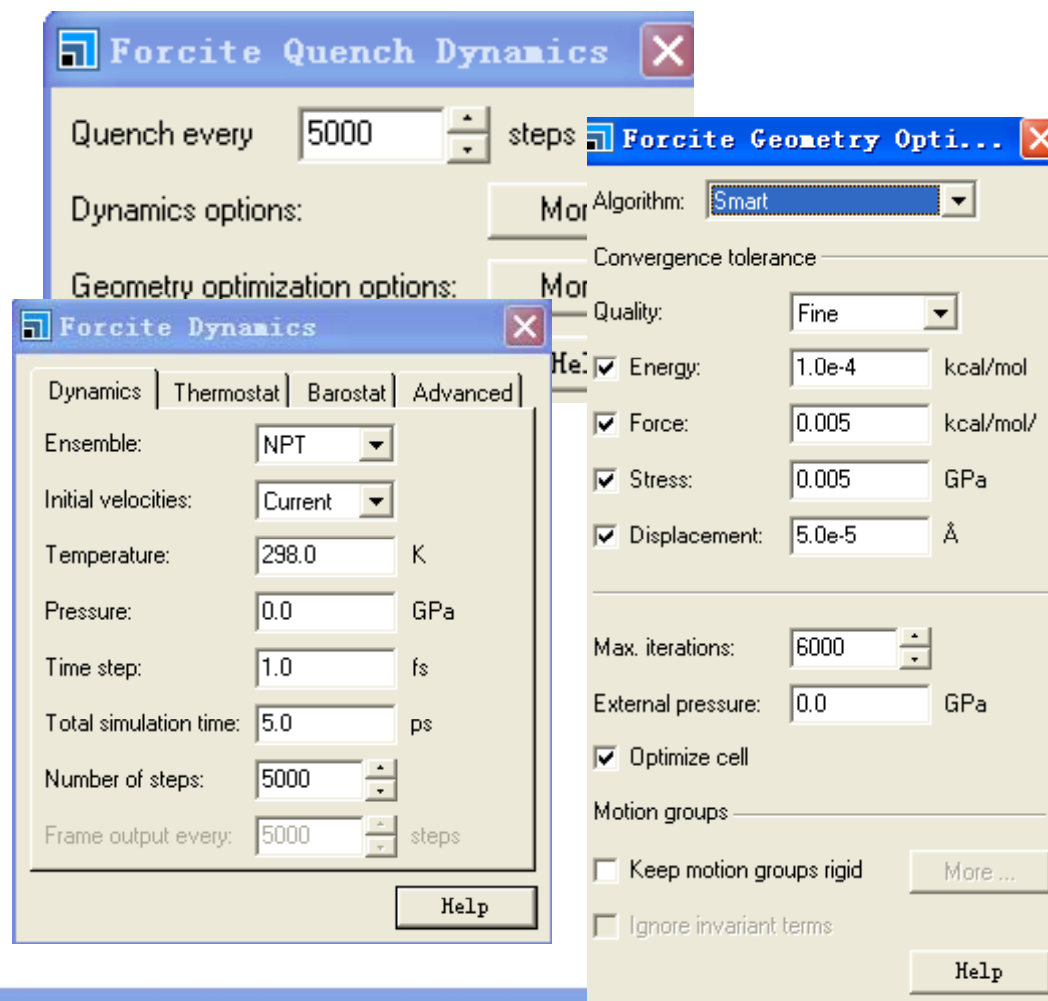 Forcite Quench Dynamics
Quench every 5000 steps
Dynamics options:
Geometry optimization options:
Forcite Dynamics
Dynamics Thermostat Barostat Advanced
Ensemble: NPT
Initial velocities: Current
Temperature: 298.0 K
Pressure: 0.0 GPa
Time step: 1.0 fs
Total simulation time: 5.0 ps
Number of steps: 5000
Frame output every: 5000 steps
Help
Forcite Geometry Opti...
Algorithm: Smart
Convergence tolerance
Quality: Fine
Energy: 1.0e-4 kcal/mol
Force: 0.005 kcal/mol/
Stress: 0.005 GPa
Displacement: 5.0e-5 Å
Max. iterations: 6000
External pressure: 0.0 GPa
Optimize cell
Motion groups
Keep motion groups rigid More ...
Ignore invariant terms
Help